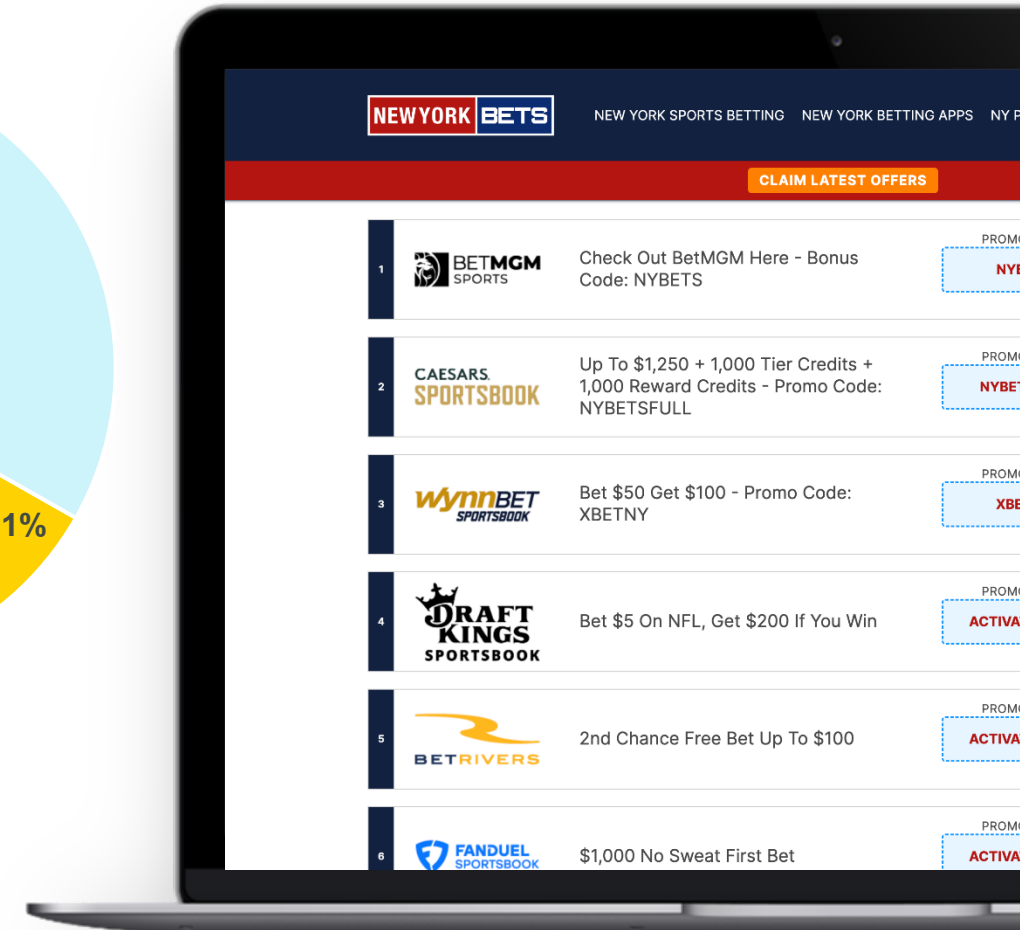 NEWYORK BETS
NEW YORK SPORTS BETTING NEW YORK BETTING APPS NY
CLAIM LATEST OFFERS
1
BETMGM
SPORTS
Check Out BetMGM Here - Bonus
Code: NYBETS
2
CAESARS
SPORTSBOOK
Up To $1,250 + 1,000 Tier Credits +
1,000 Reward Credits - Promo Code:
NYBETSFULL
3
WynnBET
SPORTSBOOK
Bet $50 Get $100 - Promo Code:
XBETNY
4
DRAFT
KINGS
SPORTSBOOK
Bet $5 On NFL, Get $200 If You Win
5
BETRIVERS
2nd Chance Free Bet Up To $100
6
FANDUEL
SPORTSBOOK
$1,000 No Sweat First Bet
1%